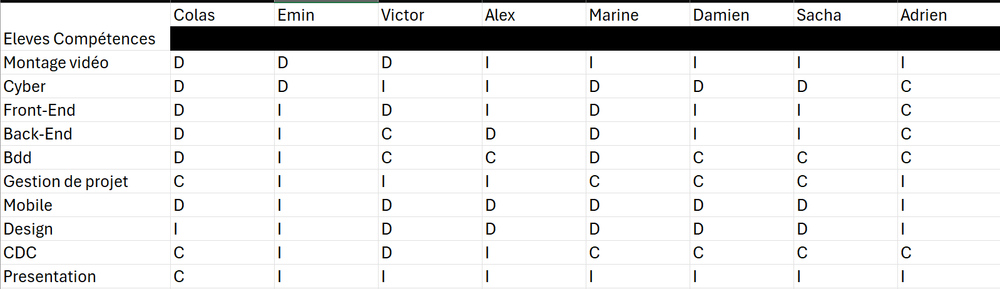 Colas Emin Victor Alex Marine Damien Sacha Adrien
Eleves Compétences
Montage vidéo D D D I I I I I
Cyber D D I I D D D C
Front-End D I D I D I I C
Back-End D I C D D I I C
Bdd D I C C D C C C
Gestion de projet C I I I C C C I
Mobile D I D D D D D I
Design I I D D D D D I
CDC C I D I C C C C
Presentation C I I I I I I I